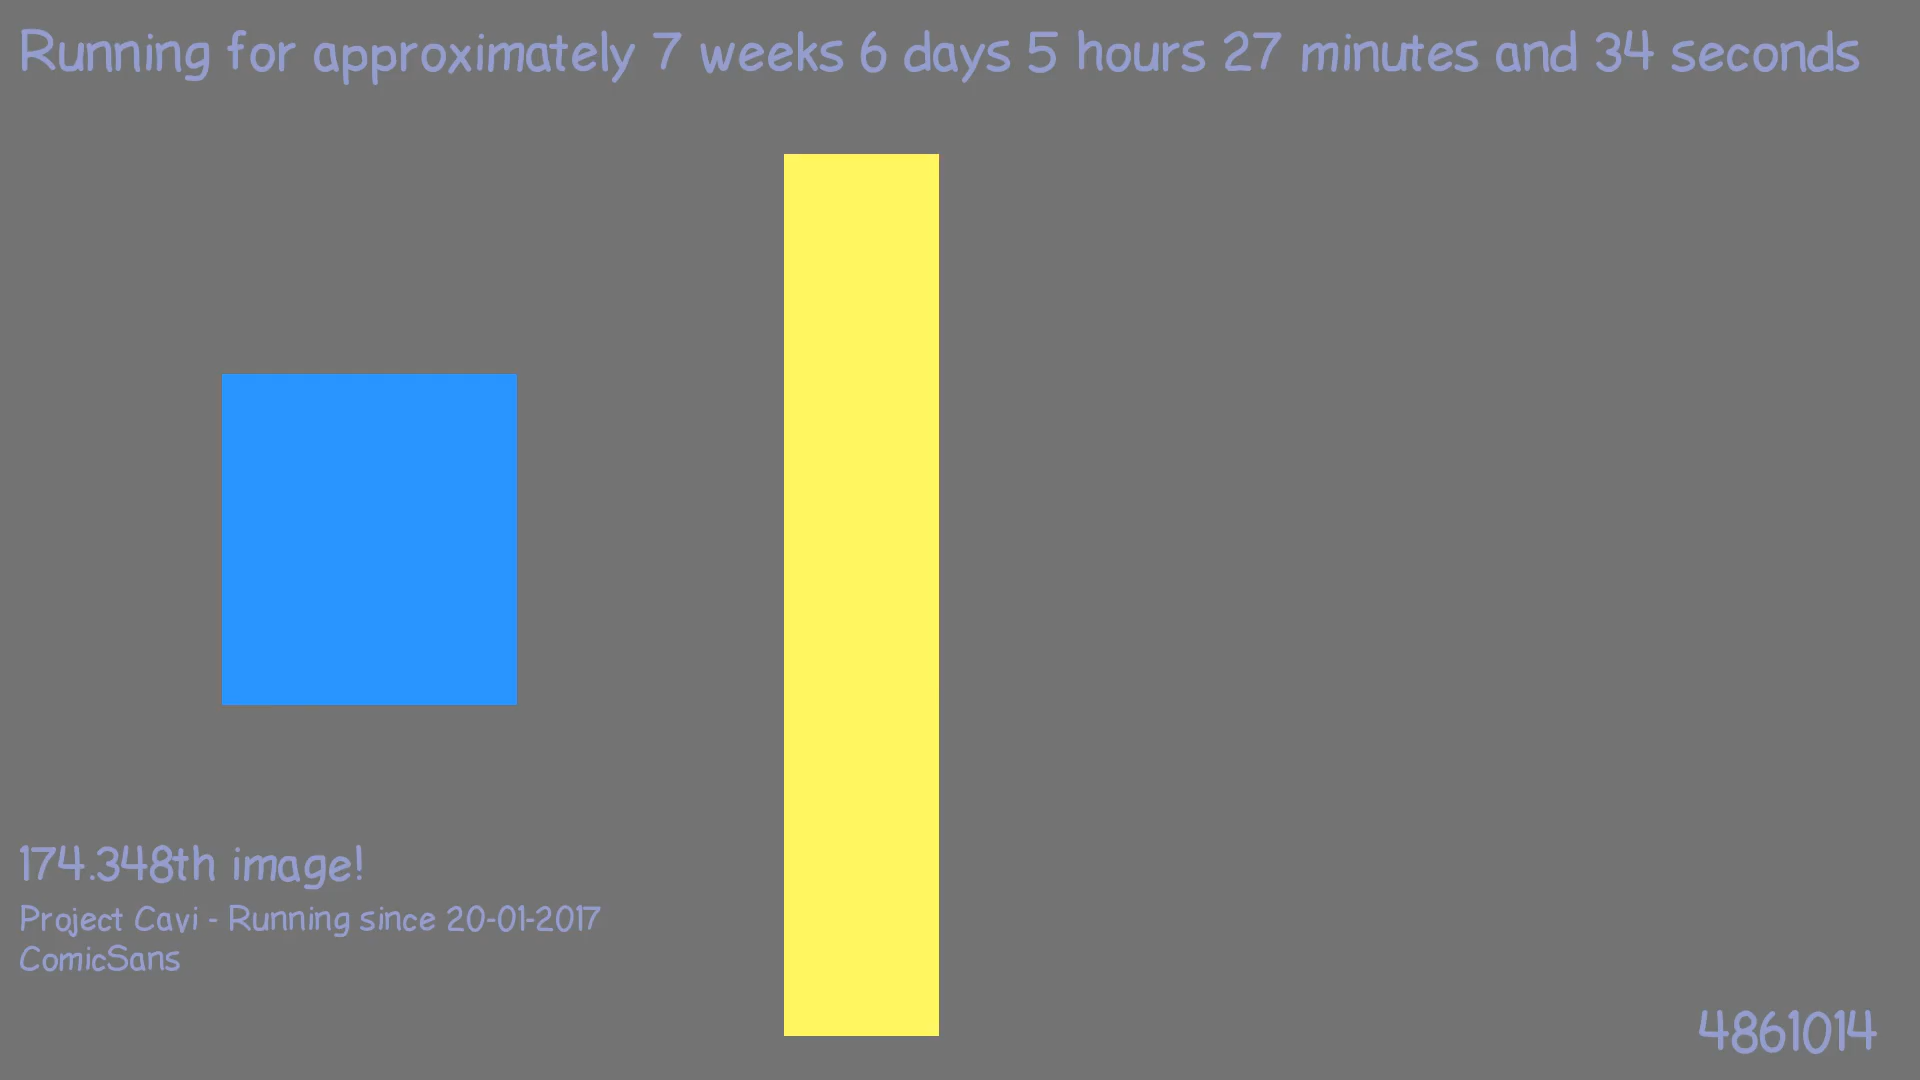 Running for approximately 7 weeks 6 days 5 hours 27 minutes and 34 seconds
174.348th image!
Project Cavi - Running since 20-01-2017
ComicSans
4861014